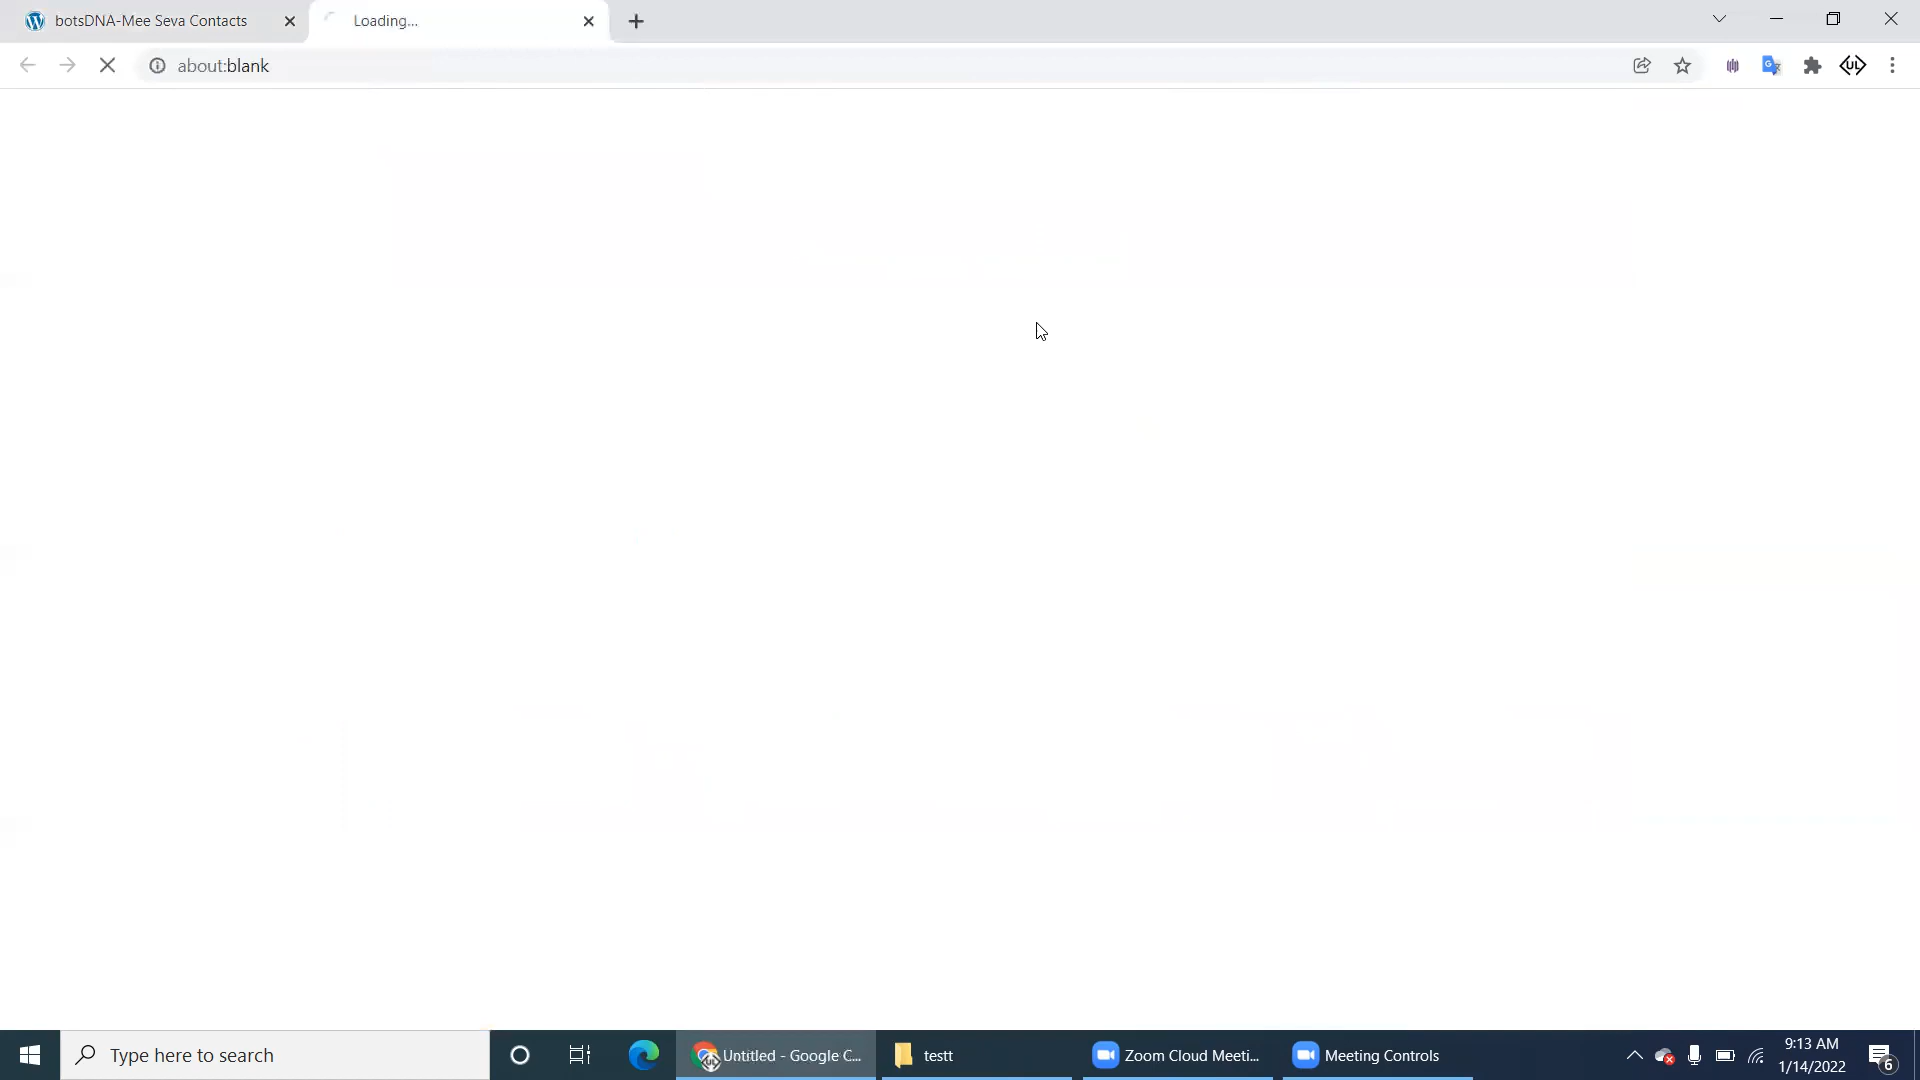 botsDNA-Mee Seva Contacts
Loading...
about:blank
Type here to search
Untitled - Google C...
testt
Zoom Cloud Meeti...
Meeting Controls
9:13 AM
1/14/2022
6